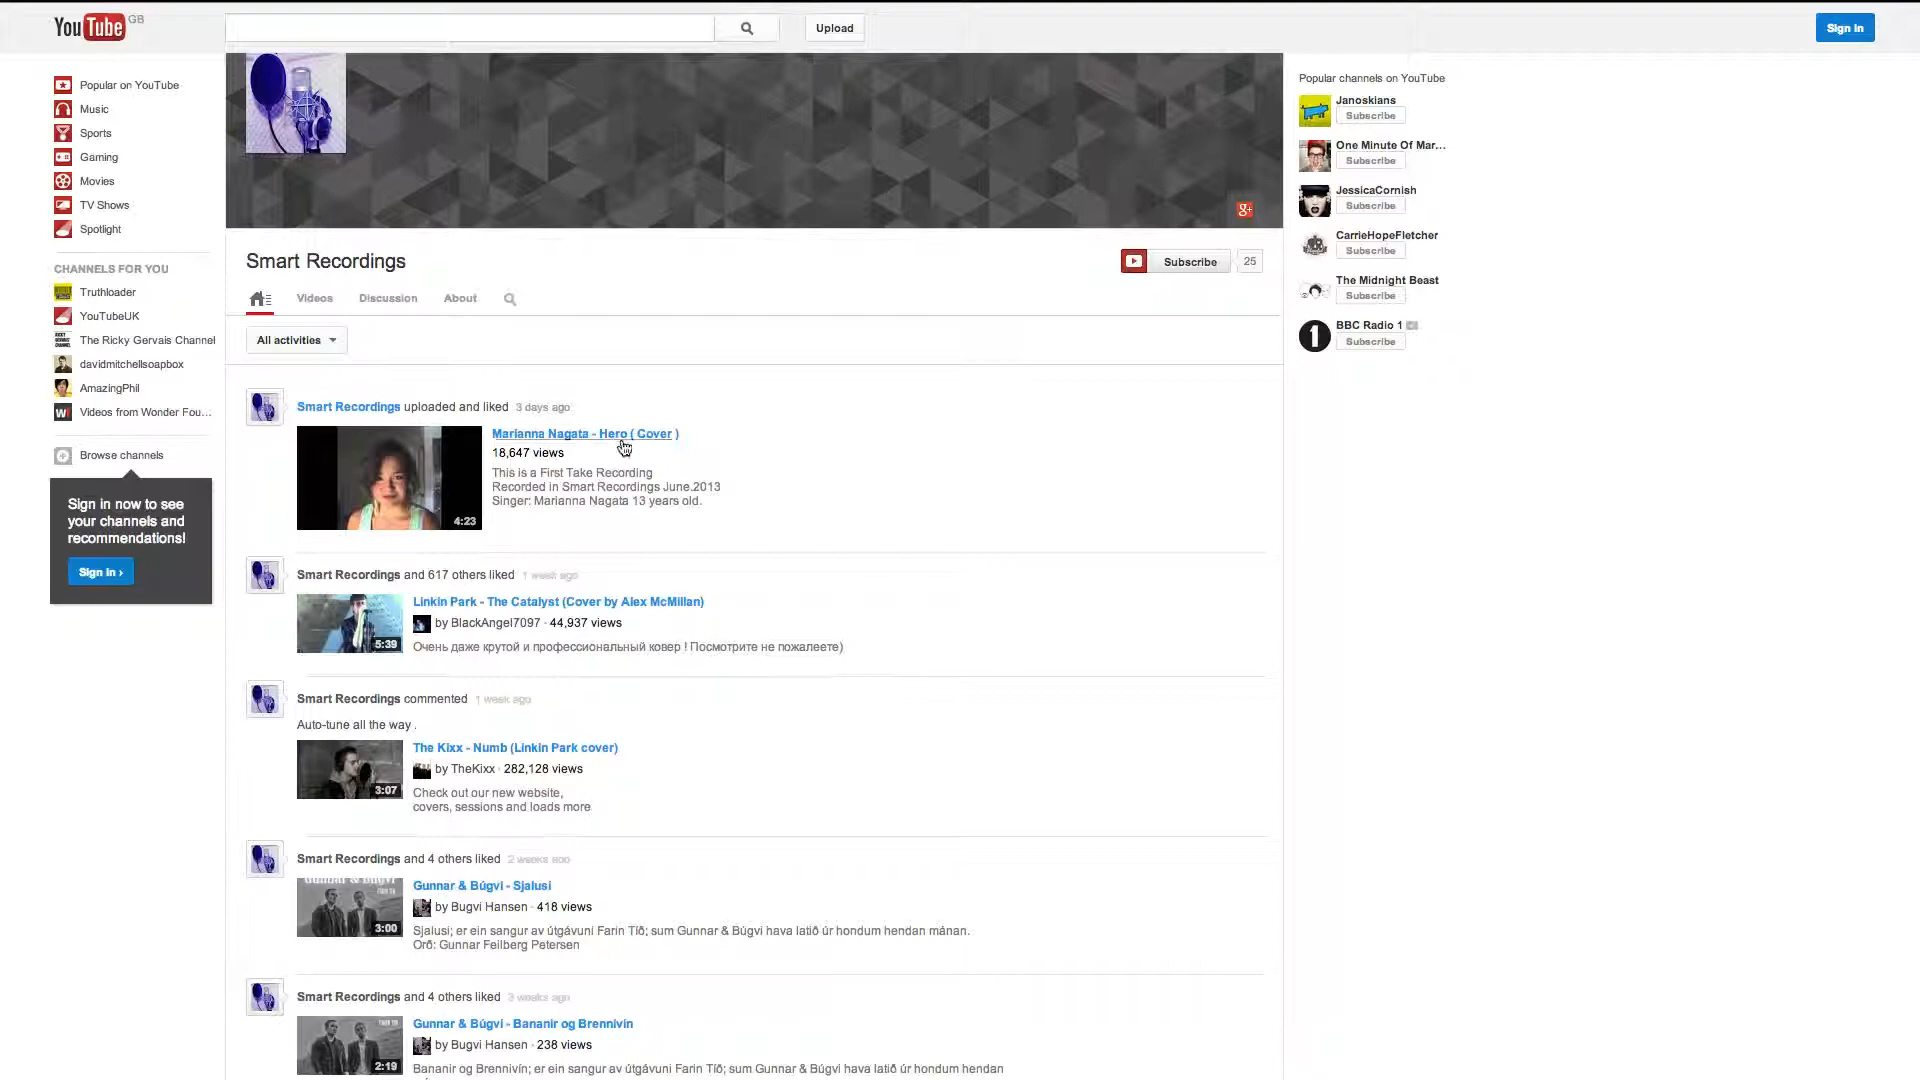 YouTube GB
Upload
Sign in
Popular on YouTube
Music
Sports
Gaming
Movies
TV Shows
Spotlight
CHANNELS FOR YOU
Truthloader
YouTubeUK
The Ricky Gervais Channel
davidmitchellsoapbox
AmazingPhil
Videos from Wonder Fou...
Browse channels
Sign in now to see
your channels and
recommendations!
Sign in ›
Smart Recordings
Subscribe 25
Videos Discussion About
All activities
Smart Recordings uploaded and liked 3 days ago
Marianna Nagata - Hero ( Cover )
18,647 views
This is a First Take Recording
Recorded in Smart Recordings June.2013
Singer: Marianna Nagata 13 years old.
4:23
Smart Recordings and 617 others liked 1 week ago
Linkin Park - The Catalyst (Cover by Alex McMillan)
by BlackAngel7097 · 44,937 views
5:39
Очень даже крутой и профессиональный ковер ! Посмотрите не пожалеете)
Smart Recordings commented 1 week ago
Auto-tune all the way .
The Kixx - Numb (Linkin Park cover)
by TheKixx · 282,128 views
3:07
Check out our new website,
covers, sessions and loads more
Smart Recordings and 4 others liked 2 weeks ago
Gunnar & Búgvi - Sjalusi
by Bugvi Hansen · 418 views
3:00
Sjalusi; er ein sangur av útgávuni Farin Tíð; sum Gunnar & Búgvi hava latið úr hondum hendan mánan.
Orð: Gunnar Feilberg Petersen
Smart Recordings and 4 others liked 3 weeks ago
Gunnar & Búgvi - Bananir og Brennivín
by Bugvi Hansen · 238 views
2:19
Bananir og Brennivín; er ein sangur av útgávuni Farin Tíð; sum Gunnar & Búgvi hava latið úr hondum hendan
Popular channels on YouTube
Janoskians
Subscribe
One Minute Of Mar...
Subscribe
JessicaCornish
Subscribe
CarrieHopeFletcher
Subscribe
The Midnight Beast
Subscribe
BBC Radio 1
Subscribe